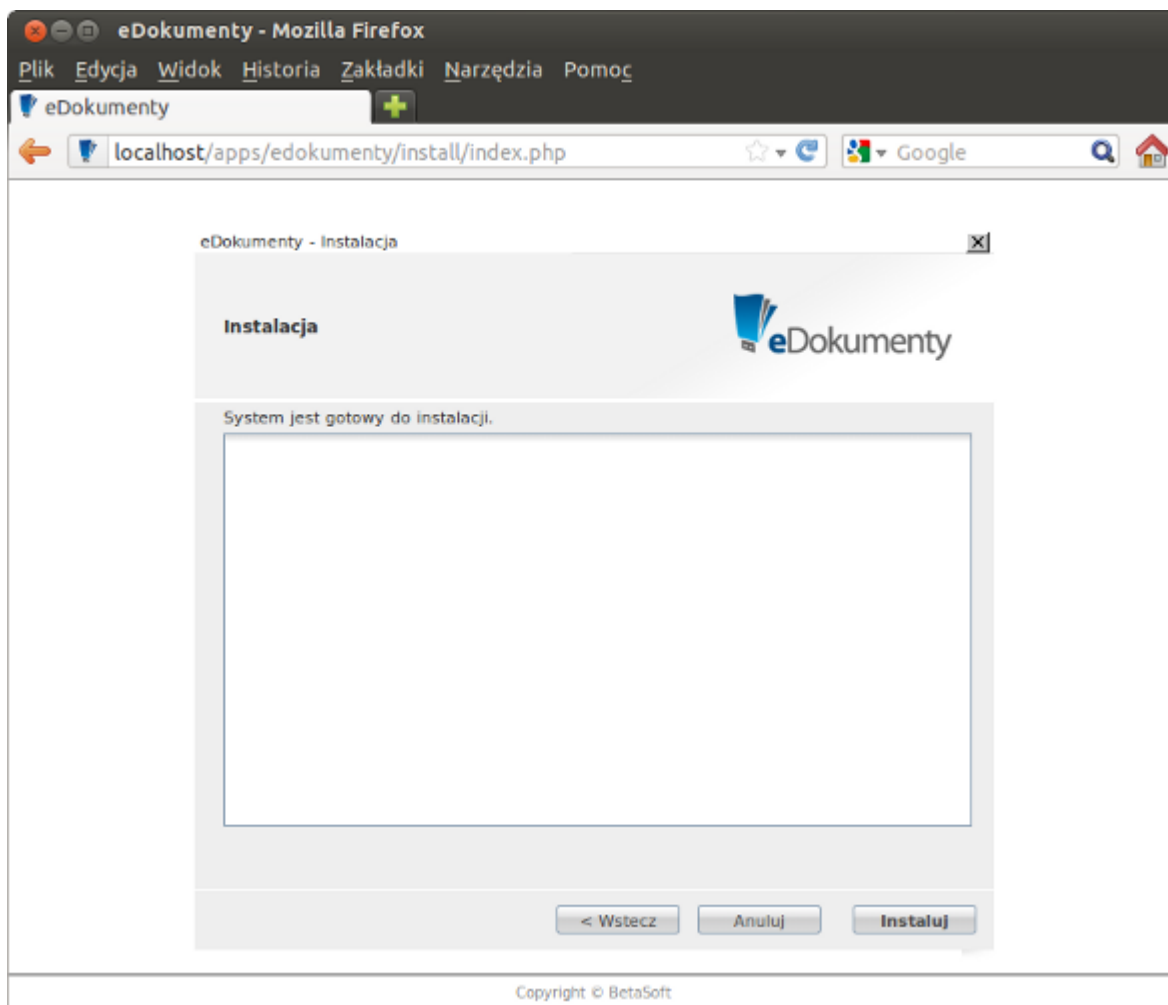 eDokumenty - Mozilla Firefox
Plik Edycja Widok Historia Zakładki Narzędzia Pomoc
eDokumenty
localhost/apps/edokumenty/install/index.php Google
eDokumenty - Instalacja
Instalacja
eDokumenty
System jest gotowy do instalacji.
< Wstecz Anuluj Instaluj
Copyright © BetaSoft